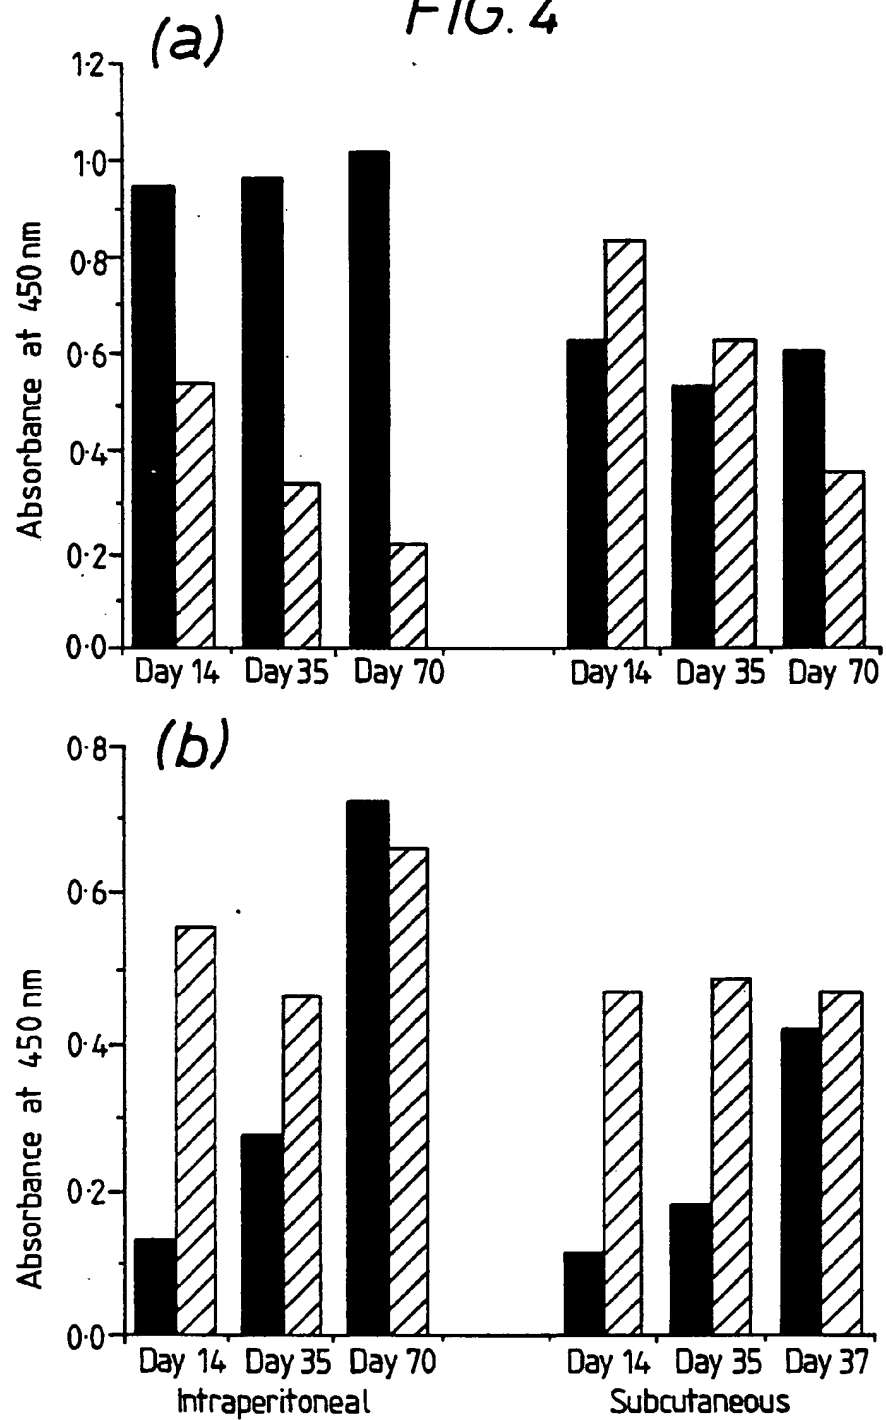 FIG. 4
(a)
Absorbance at 450 nm
1·2
1·0
0·8
0·6
0·4
0·2
0·0
Day 14 Day 35 Day 70 Day 14 Day 35 Day 70
(b)
Absorbance at 450 nm
0·8
0·6
0·4
0·2
0·0
Day 14 Day 35 Day 70 Day 14 Day 35 Day 37
Intraperitoneal Subcutaneous